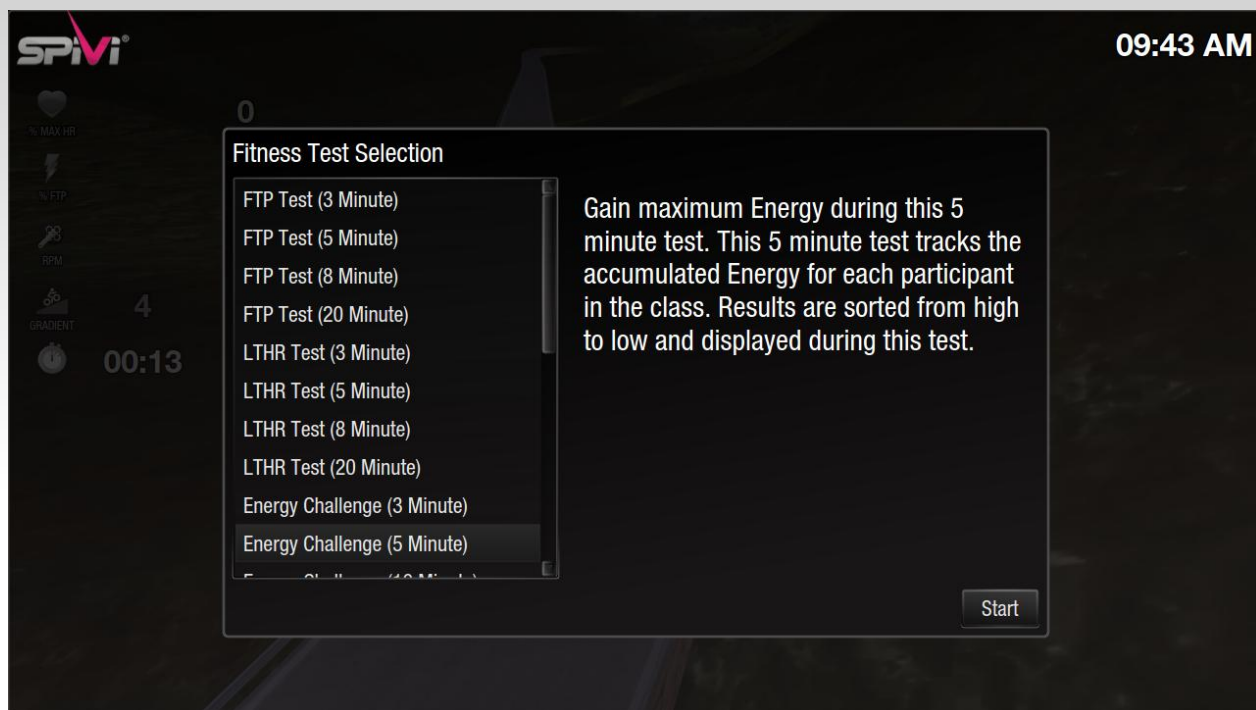 SPiVi®
09:43 AM
0
% MAX HR
% FTP
RPM
4
GRADIENT
00:13
Fitness Test Selection
FTP Test (3 Minute)
FTP Test (5 Minute)
FTP Test (8 Minute)
FTP Test (20 Minute)
LTHR Test (3 Minute)
LTHR Test (5 Minute)
LTHR Test (8 Minute)
LTHR Test (20 Minute)
Energy Challenge (3 Minute)
Energy Challenge (5 Minute)
Gain maximum Energy during this 5
minute test. This 5 minute test tracks the
accumulated Energy for each participant
in the class. Results are sorted from high
to low and displayed during this test.
Start